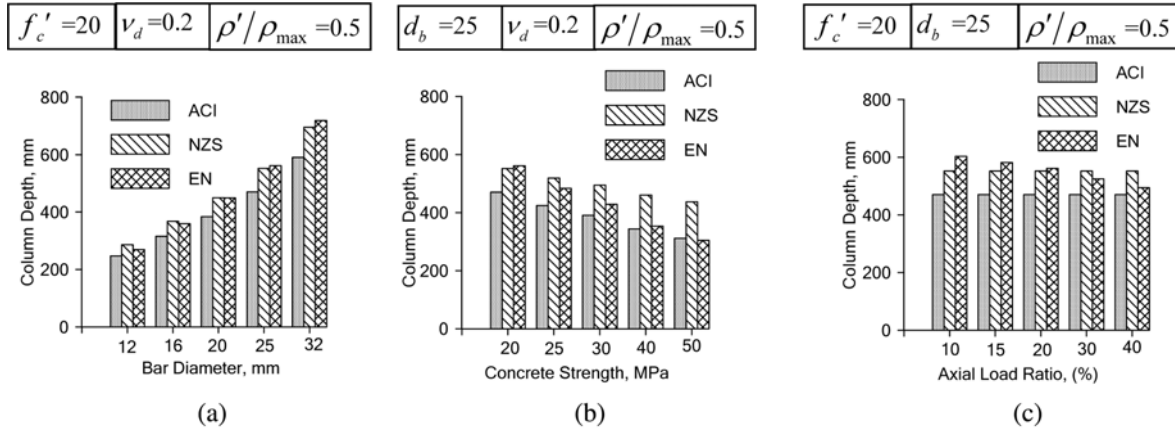 f_c' =20 ν_d =0.2 ρ'/ρ_max =0.5
800
600
400
200
0
Column Depth, mm
ACI
NZS
EN
12 16 20 25 32
Bar Diameter, mm
(a)
d_b =25 ν_d =0.2 ρ'/ρ_max =0.5
800
600
400
200
0
Column Depth, mm
ACI
NZS
EN
20 25 30 40 50
Concrete Strength, MPa
(b)
f_c' =20 d_b =25 ρ'/ρ_max =0.5
800
600
400
200
0
Column Depth, mm
ACI
NZS
EN
10 15 20 30 40
Axial Load Ratio, (%)
(c)